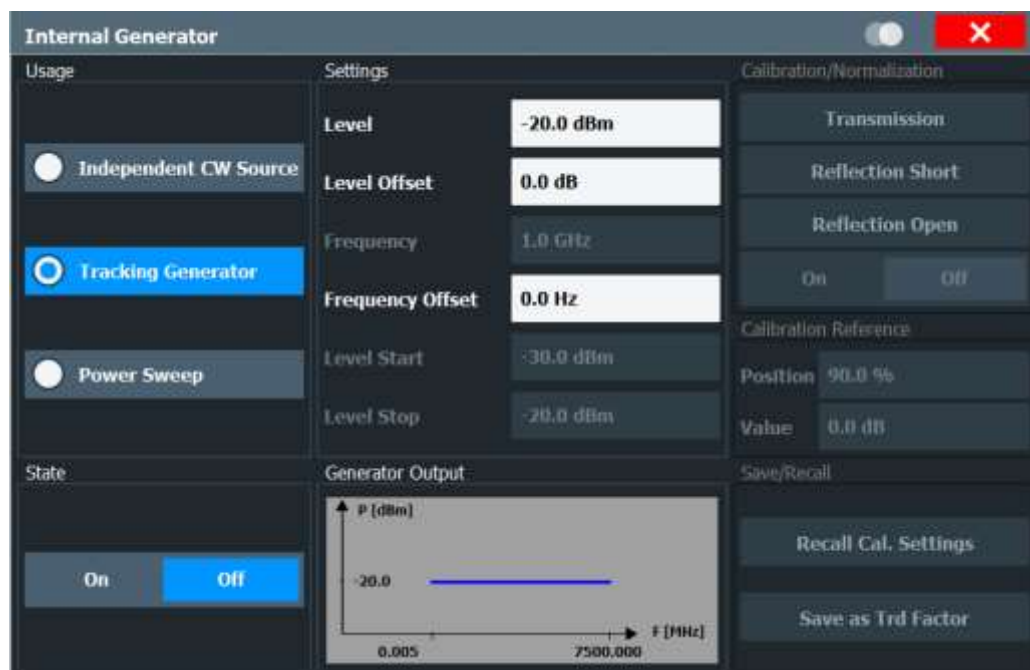 Internal Generator
Usage
Independent CW Source
Tracking Generator
Power Sweep
State
On Off
Settings
Level -20.0 dBm
Level Offset 0.0 dB
Frequency 1.0 GHz
Frequency Offset 0.0 Hz
Level Start -30.0 dBm
Level Stop -20.0 dBm
Generator Output
P [dBm]
-20.0
F [MHz]
0.005 7500.000
Calibration/Normalization
Transmission
Reflection Short
Reflection Open
On Off
Calibration Reference
Position 90.0 %
Value 0.0 dB
Save/Recall
Recall Cal. Settings
Save as Trd Factor